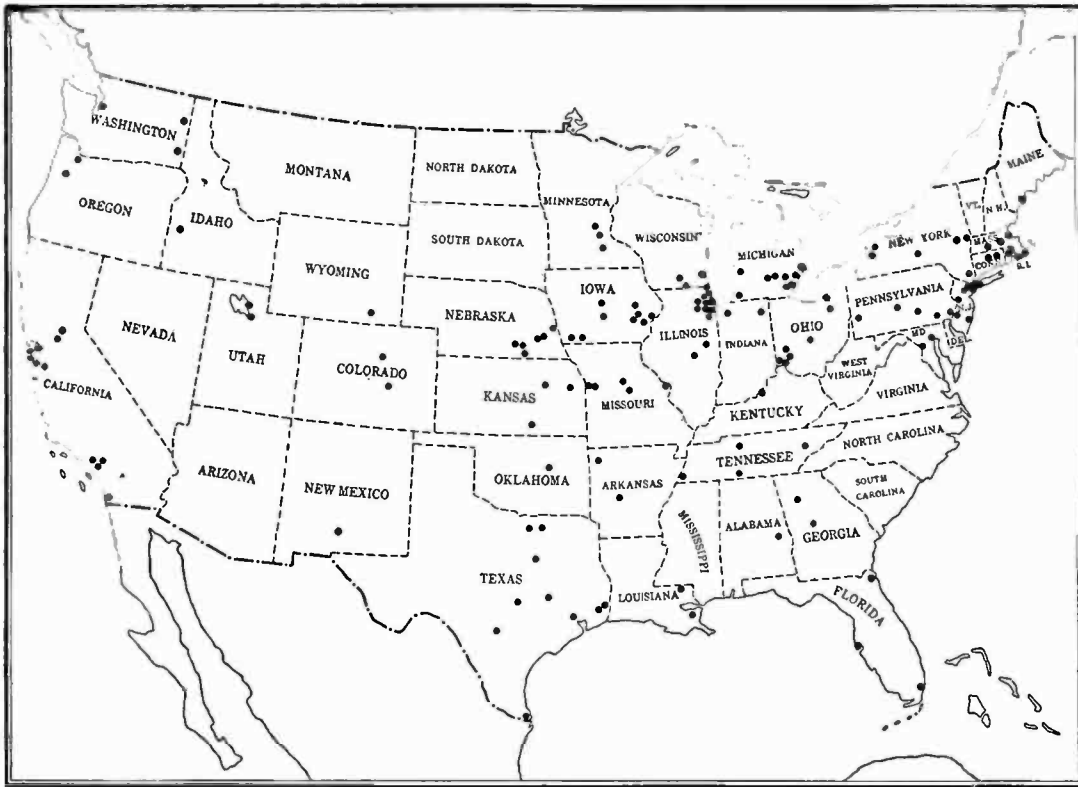 WASHINGTON
MONTANA
NORTH DAKOTA
MINNESOTA
MAINE
VT.
N.H.
OREGON
IDAHO
SOUTH DAKOTA
WISCONSIN
MICHIGAN
NEW YORK
MASS.
CON.
R.I.
WYOMING
IOWA
PENNSYLVANIA
N.J.
NEVADA
NEBRASKA
ILLINOIS
INDIANA
OHIO
MD
DEL
UTAH
COLORADO
WEST
VIRGINIA
CALIFORNIA
KANSAS
MISSOURI
KENTUCKY
VIRGINIA
ARIZONA
NEW MEXICO
OKLAHOMA
ARKANSAS
TENNESSEE
NORTH CAROLINA
SOUTH
CAROLINA
MISSISSIPPI
ALABAMA
GEORGIA
TEXAS
LOUISIANA
FLORIDA